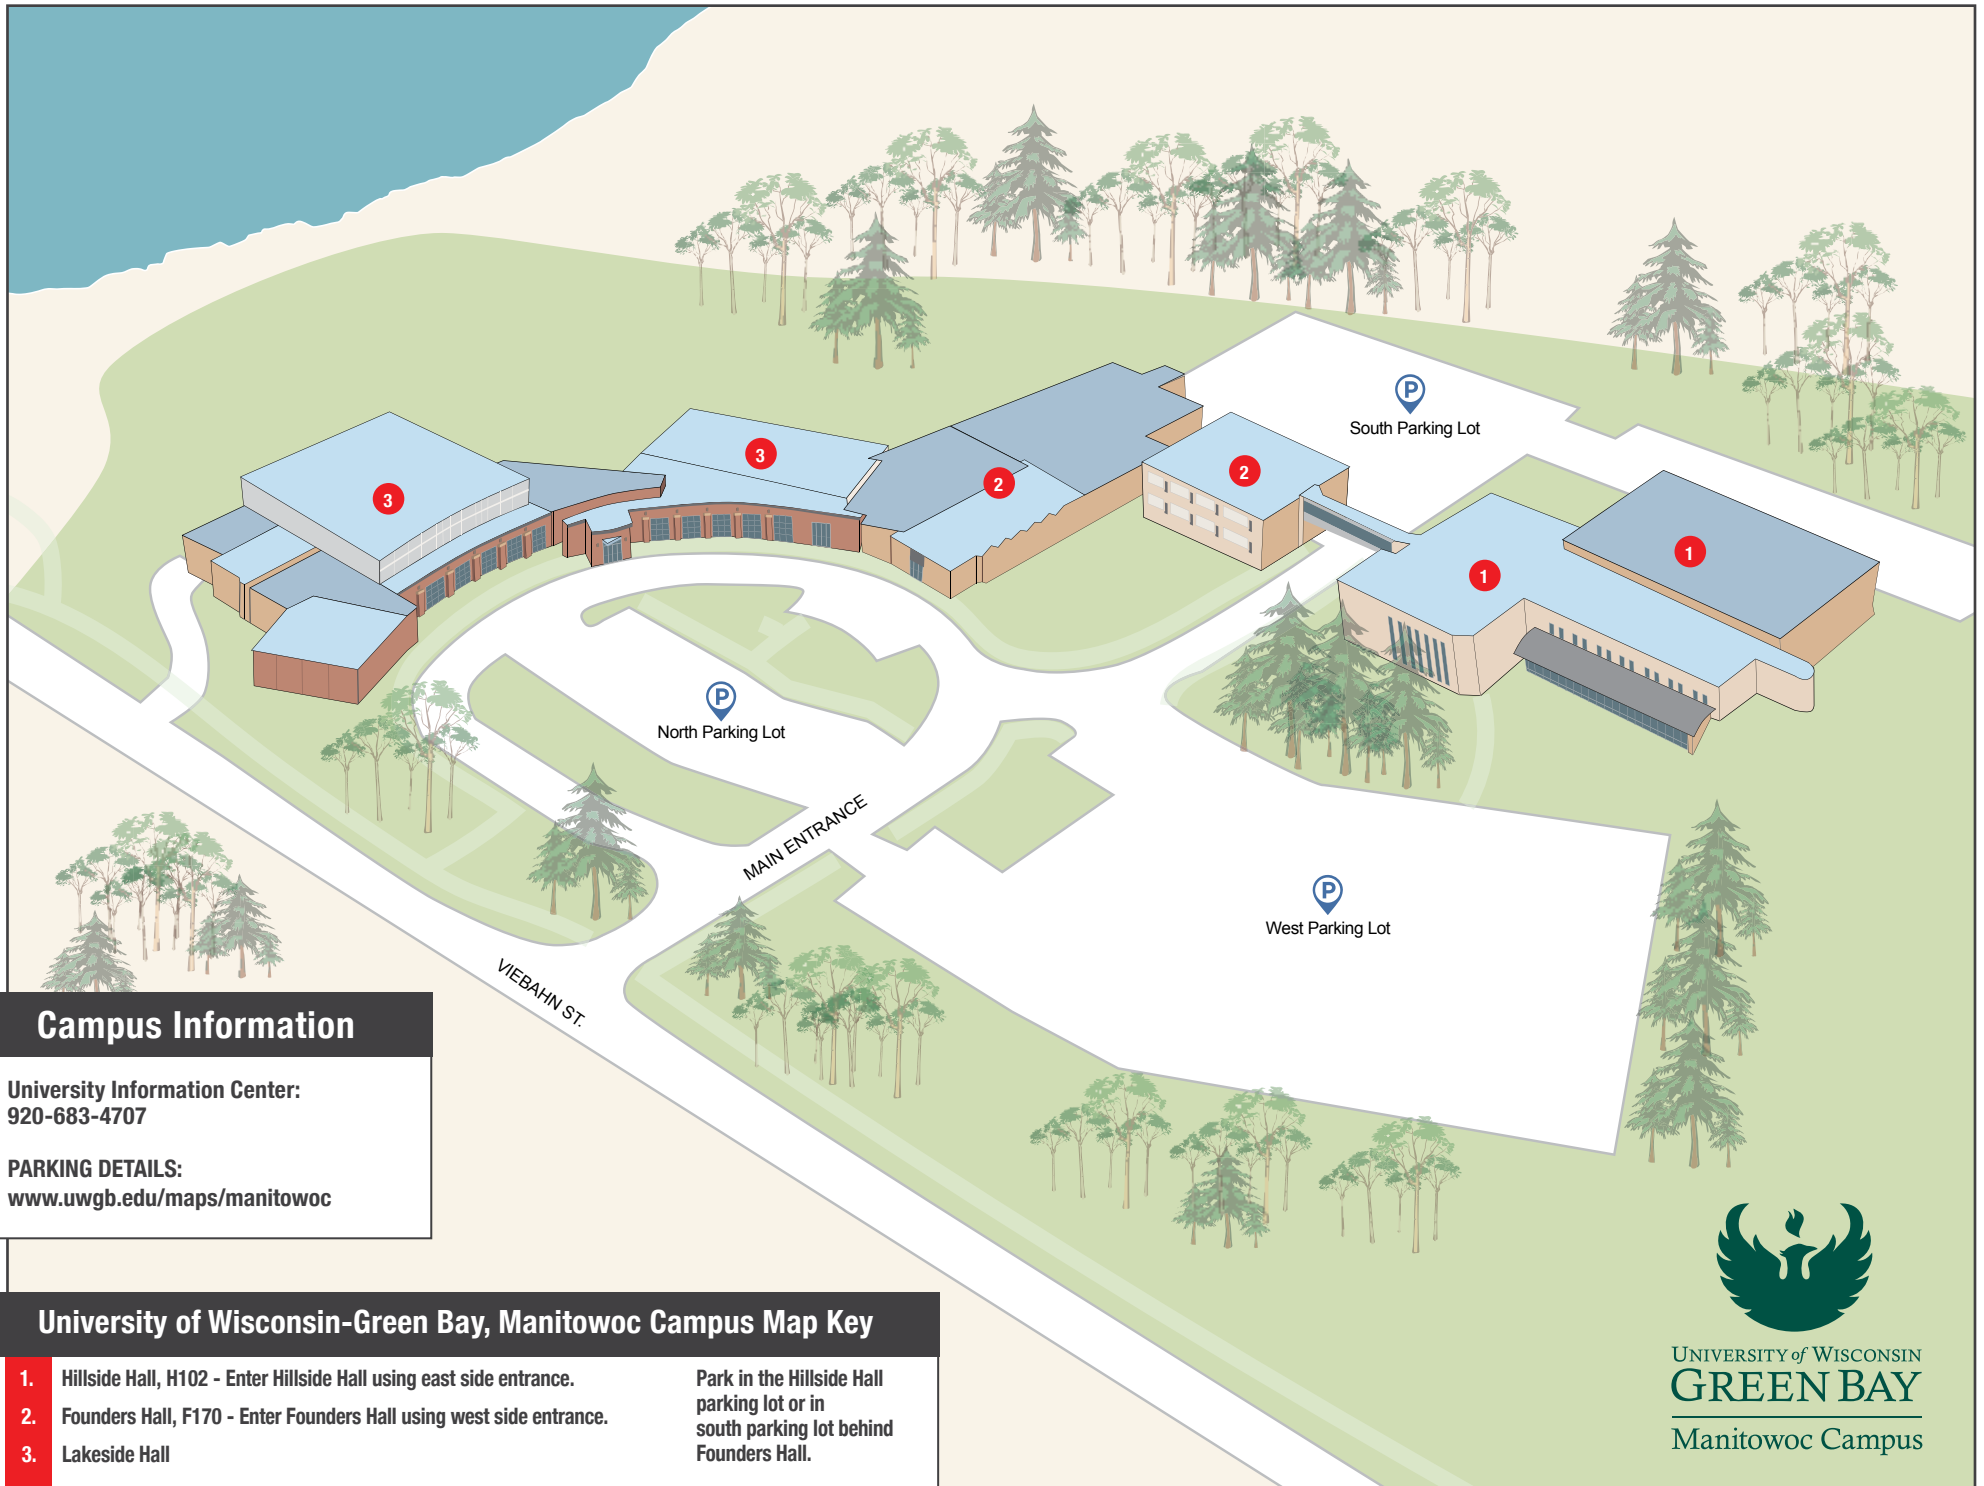 South Parking Lot
3
3
2
2
1
1
North Parking Lot
MAIN ENTRANCE
West Parking Lot
VIEBAHN ST.
Campus Information
University Information Center:
920-683-4707
PARKING DETAILS:
www.uwgb.edu/maps/manitowoc
University of Wisconsin-Green Bay, Manitowoc Campus Map Key
1. Hillside Hall, H102 - Enter Hillside Hall using east side entrance.
2. Founders Hall, F170 - Enter Founders Hall using west side entrance.
3. Lakeside Hall
Park in the Hillside Hall
parking lot or in
south parking lot behind
Founders Hall.
UNIVERSITY of WISCONSIN
GREEN BAY
Manitowoc Campus